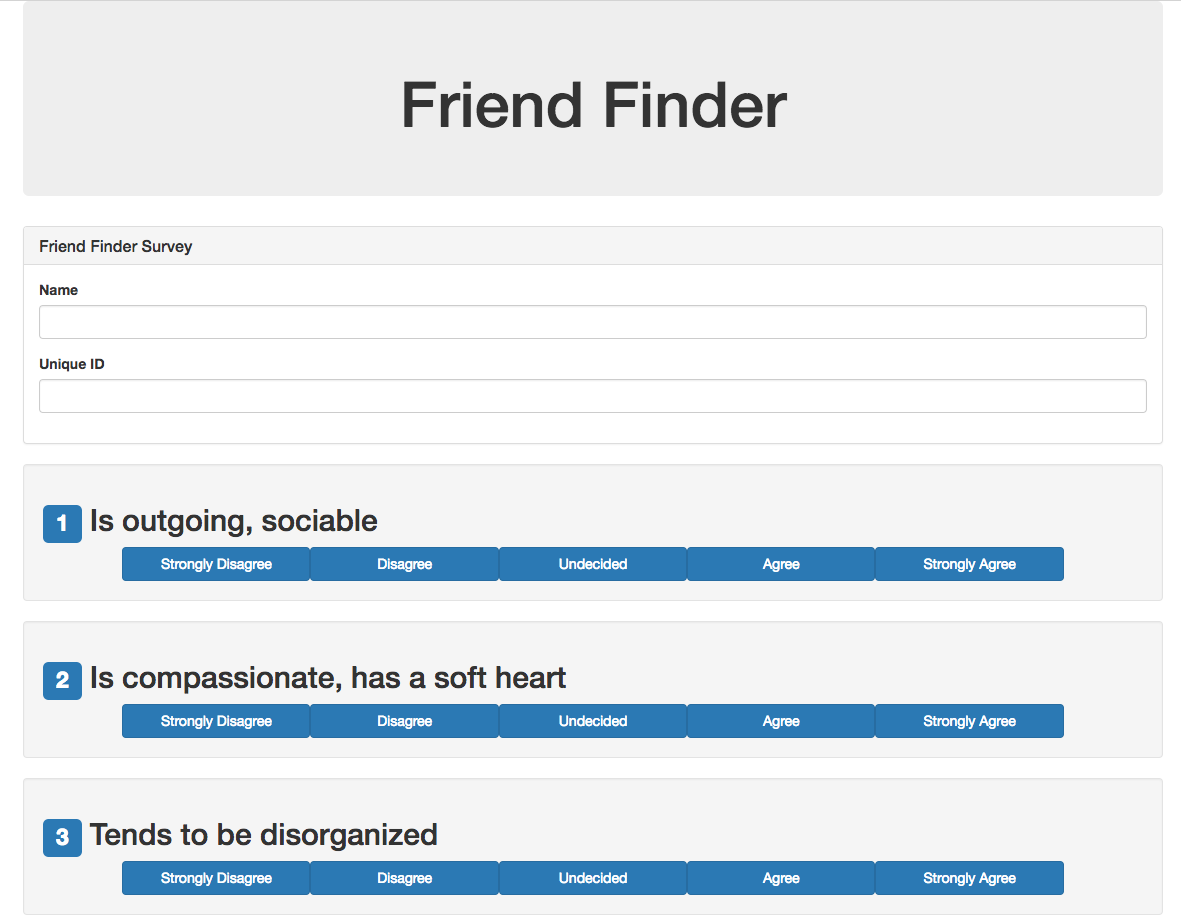 Friend Finder
Friend Finder Survey
Name
Unique ID
1 Is outgoing, sociable
Strongly Disagree Disagree Undecided Agree Strongly Agree
2 Is compassionate, has a soft heart
Strongly Disagree Disagree Undecided Agree Strongly Agree
3 Tends to be disorganized
Strongly Disagree Disagree Undecided Agree Strongly Agree